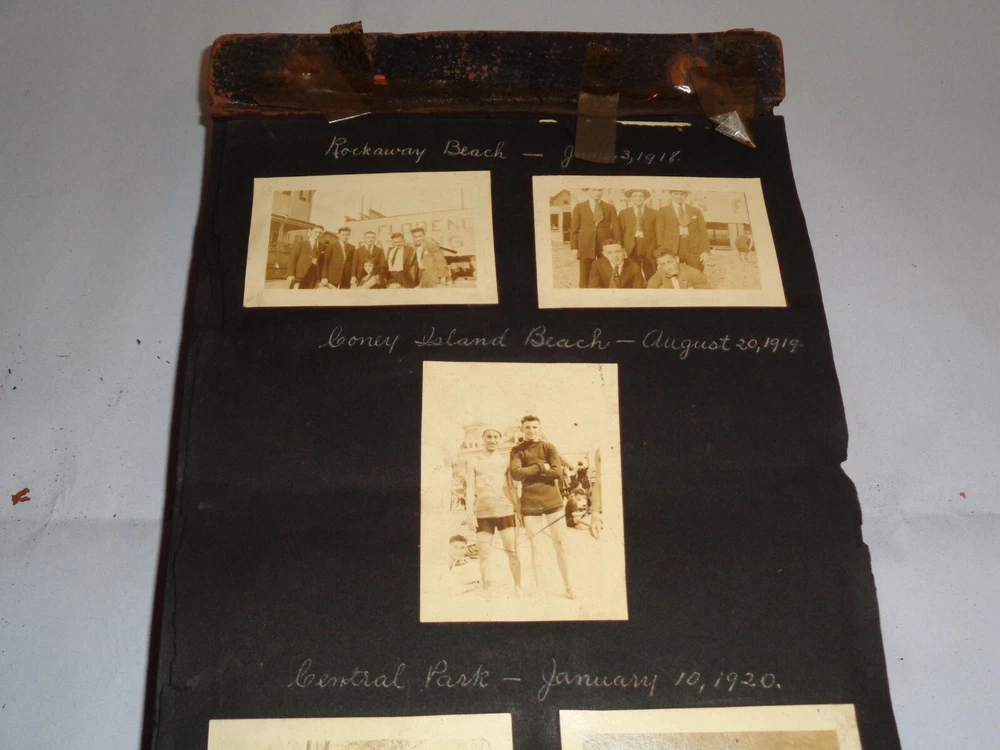 Rockaway Beach — 3, 1918.
Coney Island Beach — August 20, 1919.
Central Park — January 10, 1920.